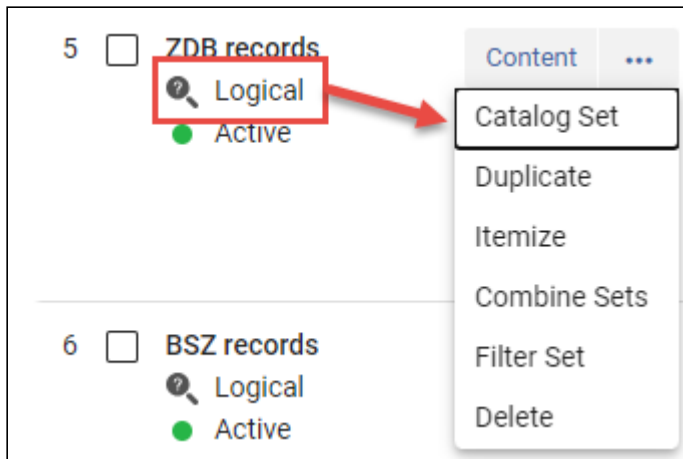 5 ZDB records Content ...
Logical
Catalog Set
Active
Duplicate
Itemize
Combine Sets
6 BSZ records
Filter Set
Logical
Delete
Active